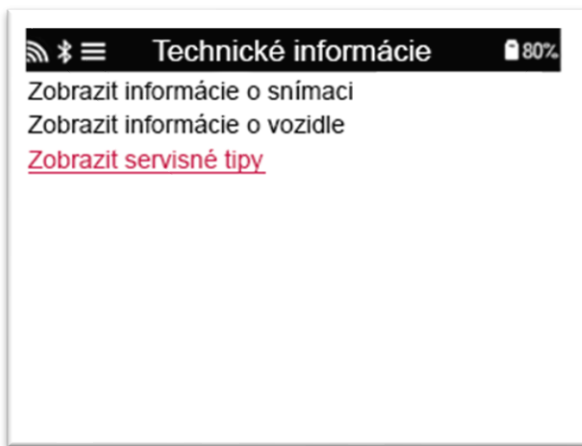 Technické informácie 80%
Zobrazit informácie o snímaci
Zobrazit informácie o vozidle
Zobrazit servisné tipy